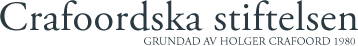 Crafoordska stiftelsen
GRUNDAD AV HOLGER CRAFOORD 1980